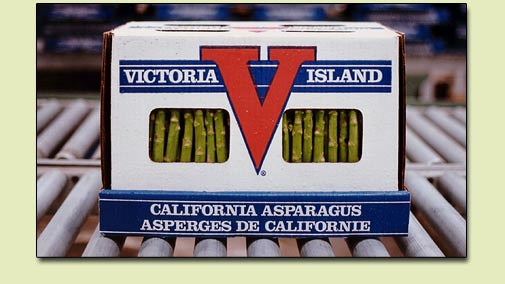 VICTORIA V ISLAND
®
CALIFORNIA ASPARAGUS
ASPERGES DE CALIFORNIE